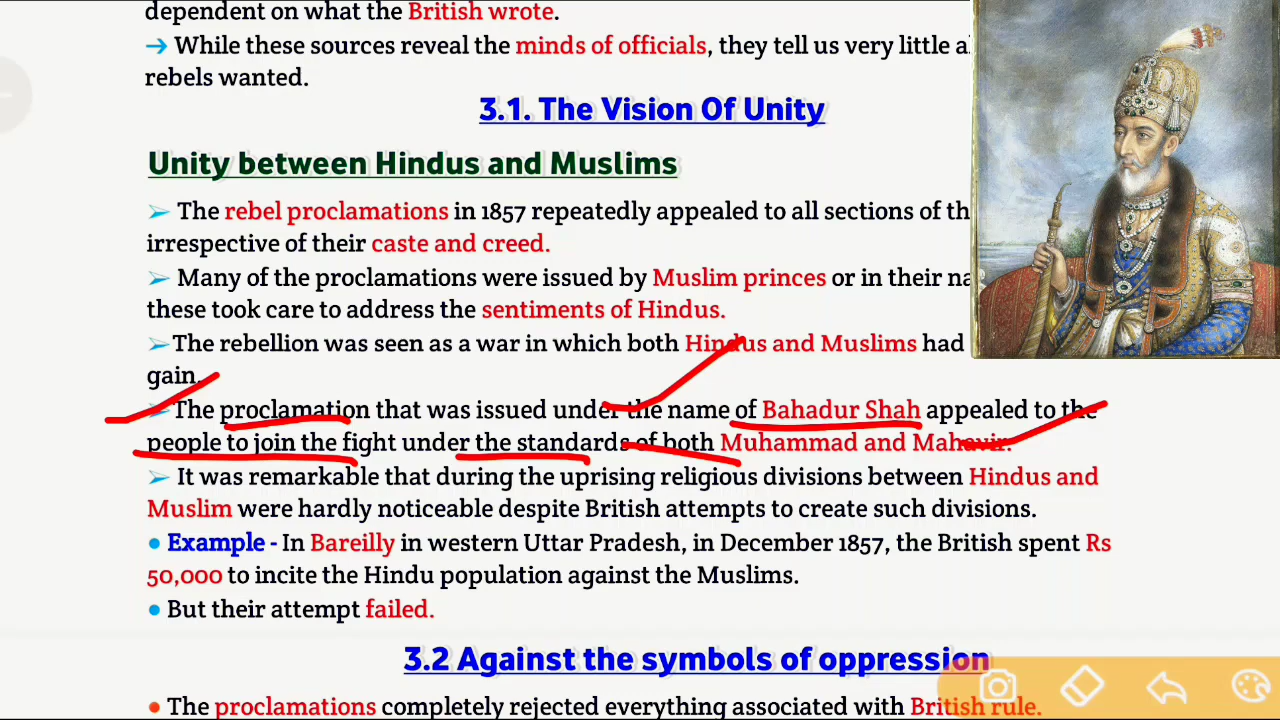 dependent on what the British wrote.
→ While these sources reveal the minds of officials, they tell us very little
rebels wanted.
3.1. The Vision Of Unity
Unity between Hindus and Muslims
➢ The rebel proclamations in 1857 repeatedly appealed to all sections of
irrespective of their caste and creed.
➢ Many of the proclamations were issued by Muslim princes or in their
these took care to address the sentiments of Hindus.
➢The rebellion was seen as a war in which both Hindus and Muslims had
gain.
➢The proclamation that was issued under the name of Bahadur Shah appealed to the
people to join the fight under the standards of both Muhammad and Mahavir.
➢ It was remarkable that during the uprising religious divisions between Hindus and
Muslim were hardly noticeable despite British attempts to create such divisions.
• Example - In Bareilly in western Uttar Pradesh, in December 1857, the British spent Rs
50,000 to incite the Hindu population against the Muslims.
• But their attempt failed.
3.2 Against the symbols of oppression
• The proclamations completely rejected everything associated with British rule.